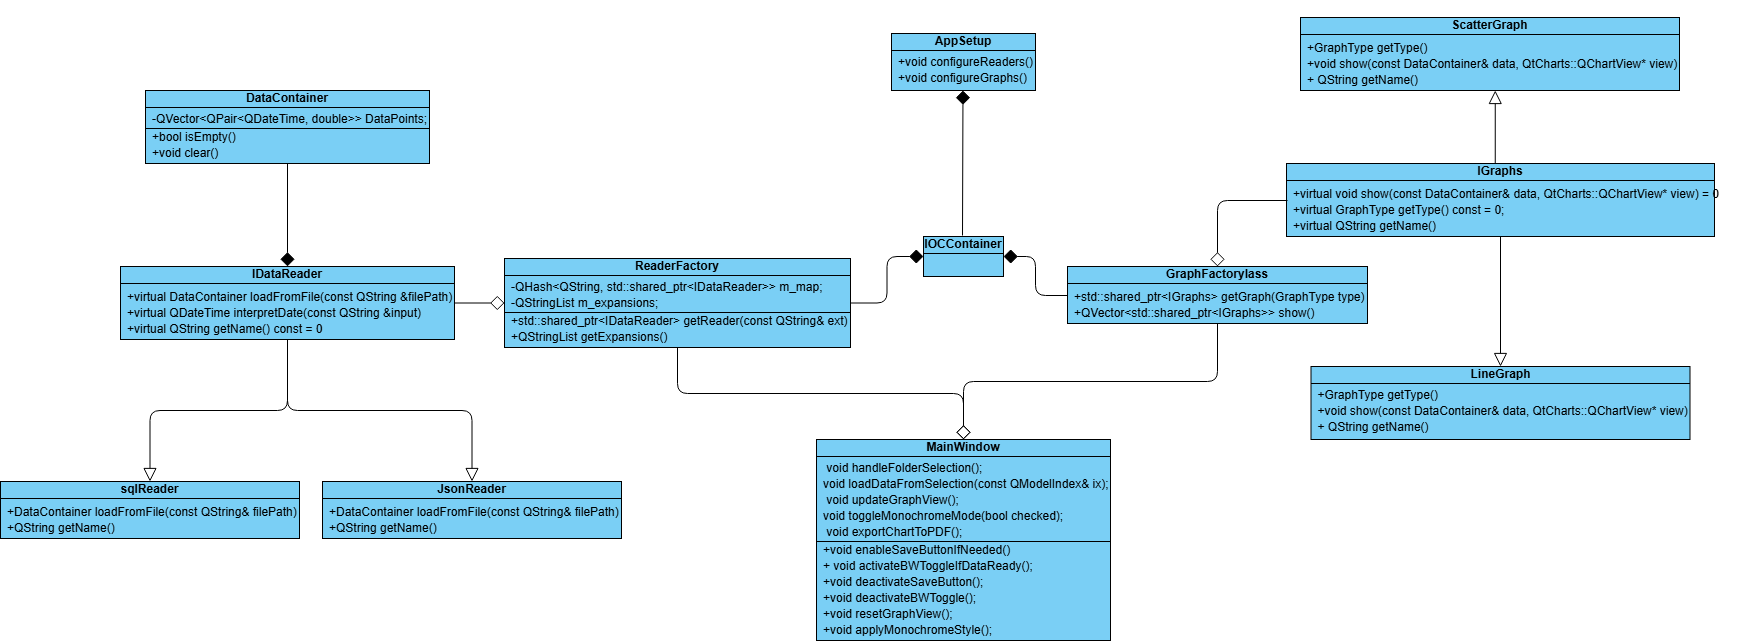 ScatterGraph
+GraphType getType()
+void show(const DataContainer& data, QtCharts::QChartView* view)
+ QString getName()
AppSetup
+void configureReaders()
+void configureGraphs()
DataContainer
-QVector<QPair<QDateTime, double>> DataPoints;
+bool isEmpty()
+void clear()
IGraphs
+virtual void show(const DataContainer& data, QtCharts::QChartView* view) = 0
+virtual GraphType getType() const = 0;
+virtual QString getName()
IOCContainer
IDataReader
+virtual DataContainer loadFromFile(const QString &filePath)
+virtual QDateTime interpretDate(const QString &input)
+virtual QString getName() const = 0
ReaderFactory
-QHash<QString, std::shared_ptr<IDataReader>> m_map;
-QStringList m_expansions;
+std::shared_ptr<IDataReader> getReader(const QString& ext)
+QStringList getExpansions()
GraphFactorylass
+std::shared_ptr<IGraphs> getGraph(GraphType type)
+QVector<std::shared_ptr<IGraphs>> show()
LineGraph
+GraphType getType()
+void show(const DataContainer& data, QtCharts::QChartView* view)
+ QString getName()
sqlReader
+DataContainer loadFromFile(const QString& filePath)
+QString getName()
JsonReader
+DataContainer loadFromFile(const QString& filePath)
+QString getName()
MainWindow
void handleFolderSelection();
void loadDataFromSelection(const QModelIndex& ix);
void updateGraphView();
void toggleMonochromeMode(bool checked);
void exportChartToPDF();
+void enableSaveButtonIfNeeded()
+ void activateBWToggleIfDataReady();
+void deactivateSaveButton();
+void deactivateBWToggle();
+void resetGraphView();
+void applyMonochromeStyle();